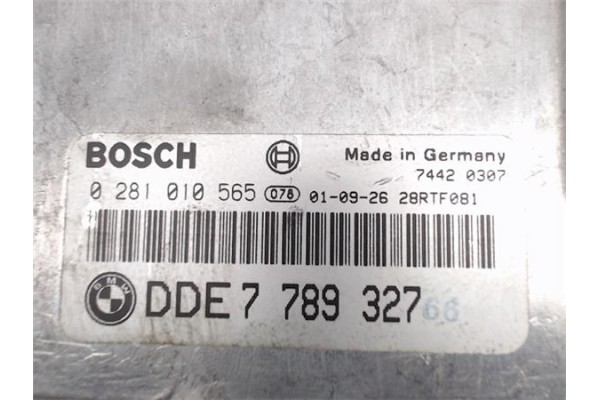 BOSCH Made in Germany
7442 0307
0 281 010 565 078 01-09-26 28RTF081
BMW DDE 7 789 327 66